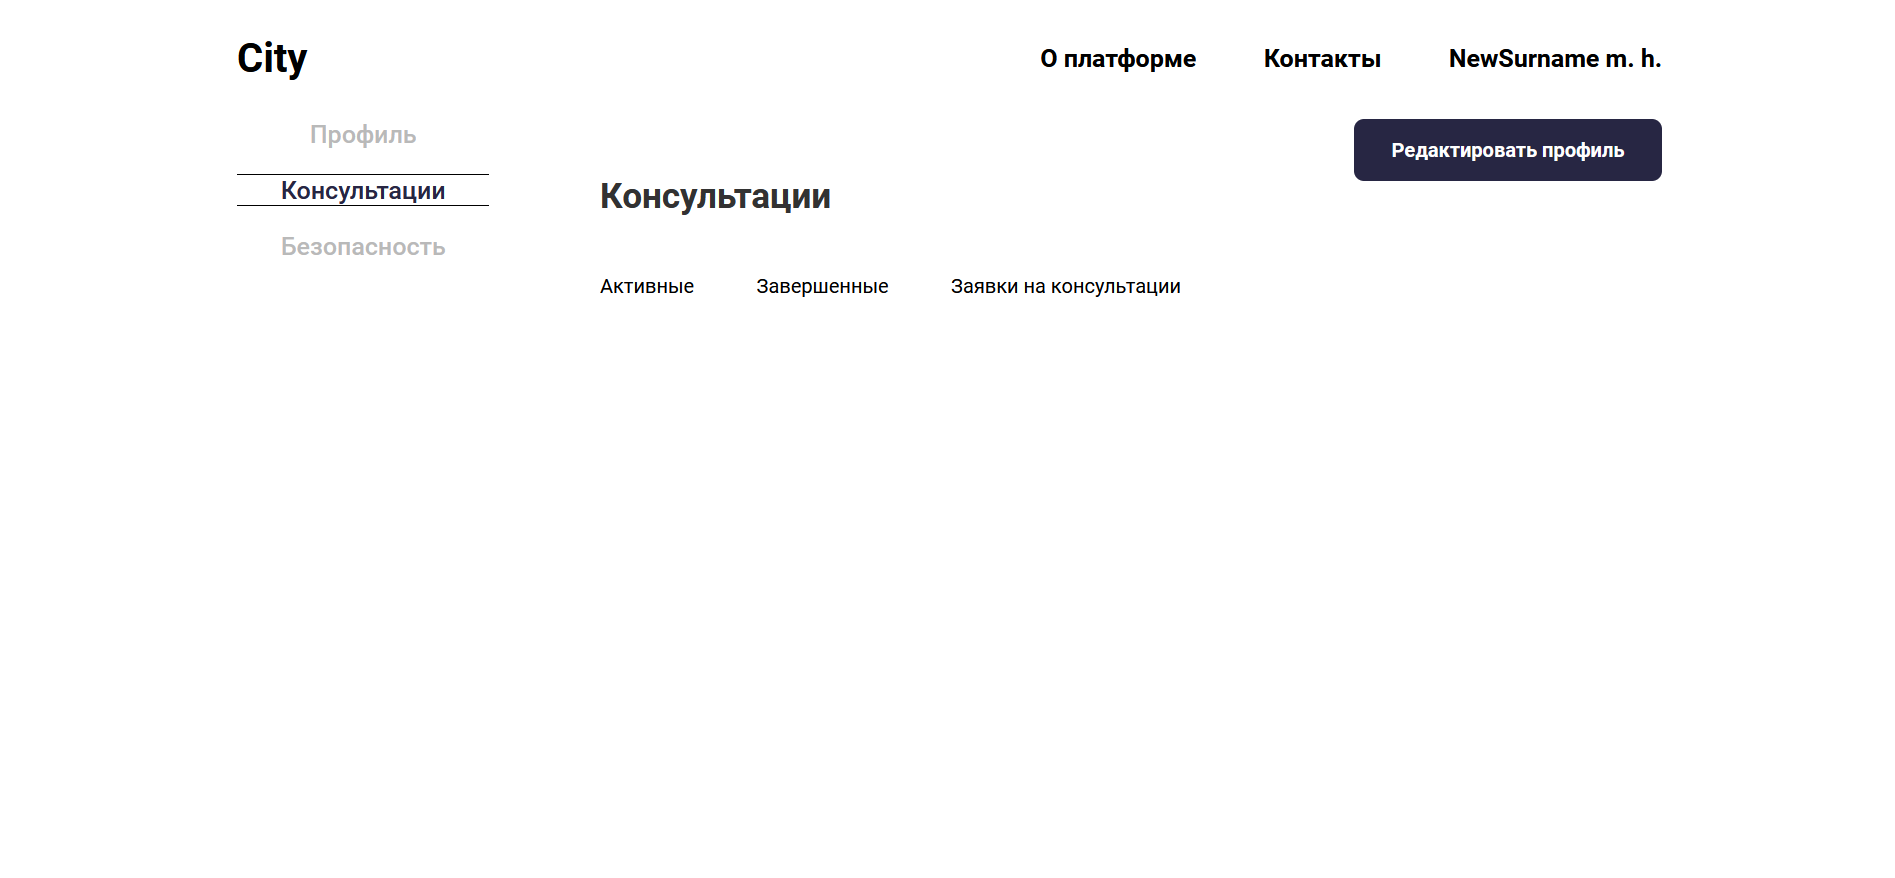 City
О платформе
Контакты
NewSurname m. h.
Профиль
Консультации
Безопасность
Редактировать профиль
Консультации
Активные
Завершенные
Заявки на консультации